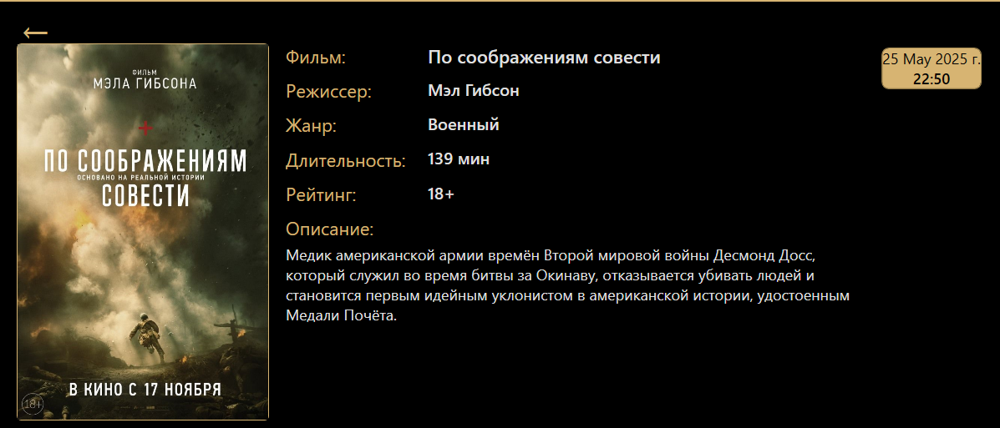 ФИЛЬМ
МЭЛА ГИБСОНА
ПО СООБРАЖЕНИЯМ
ОСНОВАНО НА РЕАЛЬНОЙ ИСТОРИИ
СОВЕСТИ
В КИНО С 17 НОЯБРЯ
18+
Фильм: По соображениям совести
Режиссер: Мэл Гибсон
Жанр: Военный
Длительность: 139 мин
Рейтинг: 18+
Описание:
Медик американской армии времён Второй мировой войны Десмонд Досс,
который служил во время битвы за Окинаву, отказывается убивать людей и
становится первым идейным уклонистом в американской истории, удостоенным
Медали Почёта.
25 May 2025 г.
22:50